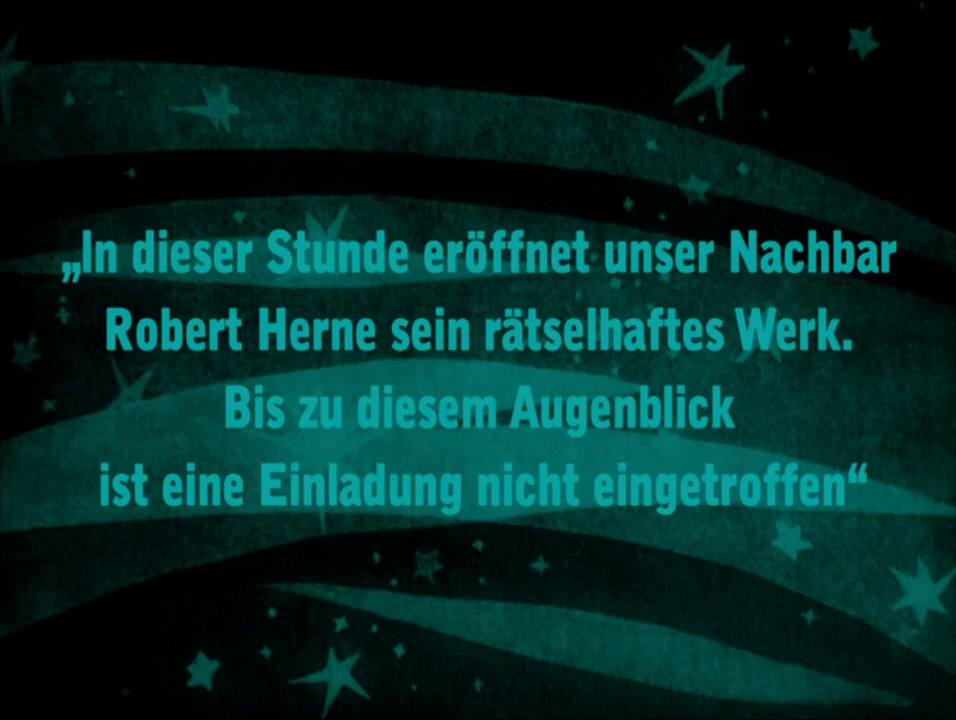 „In dieser Stunde eröffnet unser Nachbar
Robert Herne sein rätselhaftes Werk.
Bis zu diesem Augenblick
ist eine Einladung nicht eingetroffen“